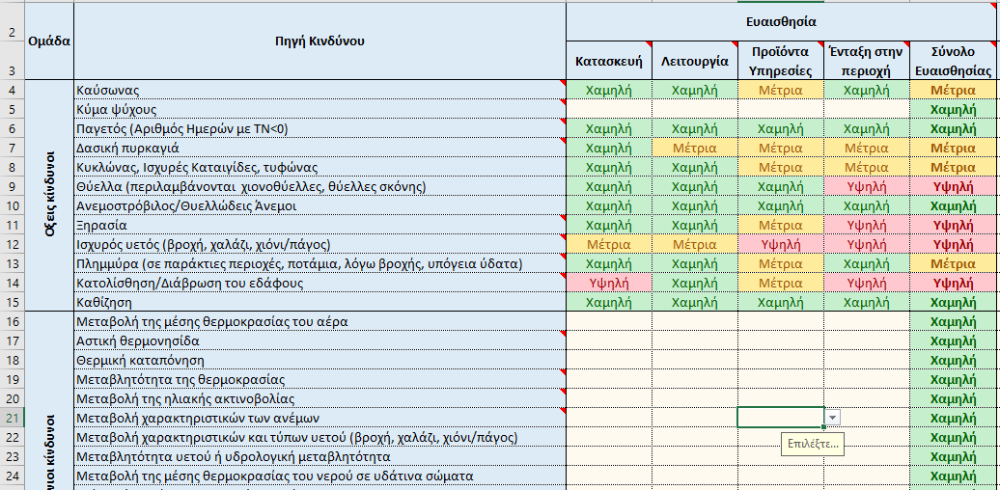 2
3
Ομάδα
Πηγή Κινδύνου
Ευαισθησία
Κατασκευή Λειτουργία Προϊόντα Υπηρεσίες Ένταξη στην περιοχή Σύνολο Ευαισθησίας
Οξεις κίνδυνοι
4 Καύσωνας Χαμηλή Χαμηλή Μέτρια Χαμηλή Μέτρια
5 Κύμα ψύχους Χαμηλή
6 Παγετός (Αριθμός Ημερών με TN<0) Χαμηλή Χαμηλή Χαμηλή Χαμηλή Χαμηλή
7 Δασική πυρκαγιά Χαμηλή Μέτρια Μέτρια Μέτρια Μέτρια
8 Κυκλώνας, Ισχυρές Καταιγίδες, τυφώνας Χαμηλή Χαμηλή Μέτρια Μέτρια Μέτρια
9 Θύελλα (περιλαμβάνονται χιονοθύελλες, θύελλες σκόνης) Χαμηλή Χαμηλή Χαμηλή Υψηλή Υψηλή
10 Ανεμοστρόβιλος/Θυελλώδεις Άνεμοι Χαμηλή Χαμηλή Χαμηλή Χαμηλή Χαμηλή
11 Ξηρασία Χαμηλή Χαμηλή Μέτρια Υψηλή Υψηλή
12 Ισχυρός υετός (βροχή, χαλάζι, χιόνι/πάγος) Μέτρια Μέτρια Υψηλή Υψηλή Υψηλή
13 Πλημμύρα (σε παράκτιες περιοχές, ποτάμια, λόγω βροχής, υπόγεια ύδατα) Χαμηλή Χαμηλή Μέτρια Χαμηλή Μέτρια
14 Κατολίσθηση/Διάβρωση του εδάφους Υψηλή Χαμηλή Μέτρια Υψηλή Υψηλή
15 Καθίζηση Χαμηλή Χαμηλή Χαμηλή Χαμηλή Χαμηλή
νιοι κίνδυνοι
16 Μεταβολή της μέσης θερμοκρασίας του αέρα Χαμηλή
17 Αστική θερμονησίδα Χαμηλή
18 Θερμική καταπόνηση Χαμηλή
19 Μεταβλητότητα της θερμοκρασίας Χαμηλή
20 Μεταβολή της ηλιακής ακτινοβολίας Χαμηλή
21 Μεταβολή χαρακτηριστικών των ανέμων Χαμηλή
22 Μεταβολή χαρακτηριστικών και τύπων υετού (βροχή, χαλάζι, χιόνι/πάγος) Χαμηλή
Επιλέξτε...
23 Μεταβλητότητα υετού ή υδρολογική μεταβλητότητα Χαμηλή
24 Μεταβολή της μέσης θερμοκρασίας του νερού σε υδάτινα σώματα Χαμηλή